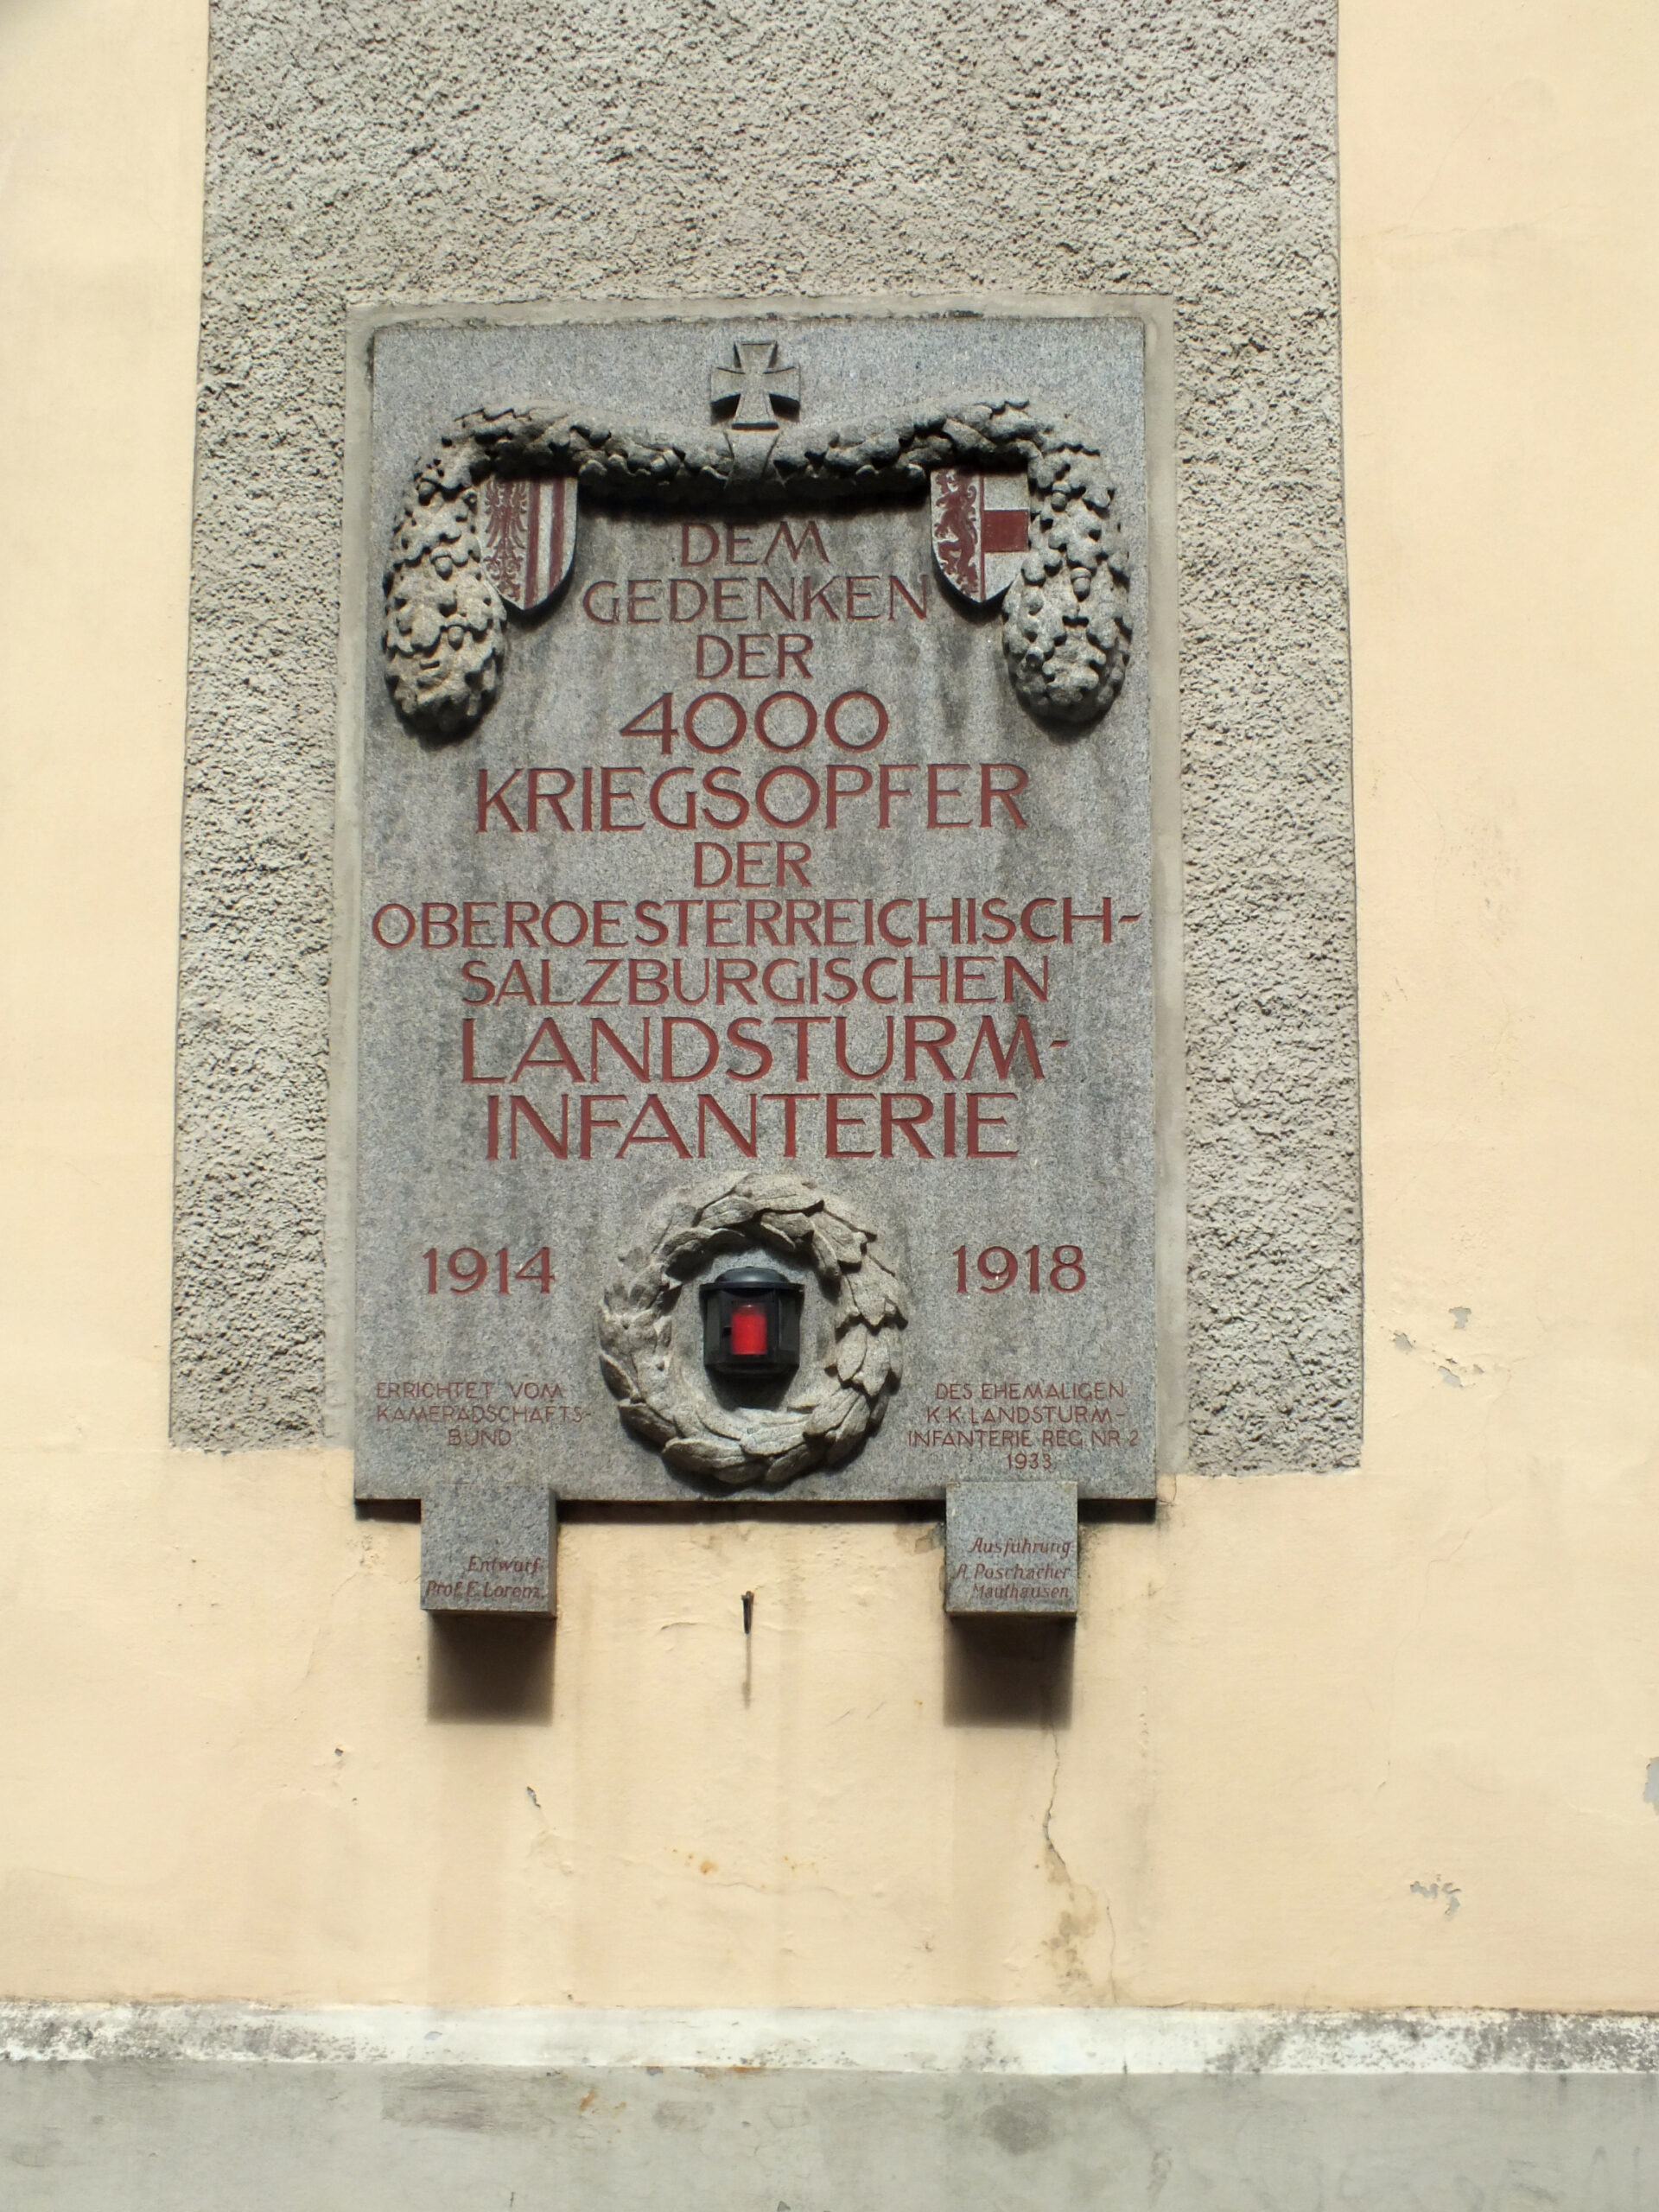 DEM
GEDENKEN
DER
4000
KRIEGSOPFER
DER
OBEROESTERREICHISCH-
SALZBURGISCHEN
LANDSTURM-
INFANTERIE
1914
1918
ERRICHTET VOM
KAMERADSCHAFTS-
BUND
DES EHEMALIGEN
K.K. LANDSTURM-
INFANTERIE REG NR 2
1933
Entwurf
Prof. E. Lorenz
Ausführung
A. Poschacher
Mauthausen